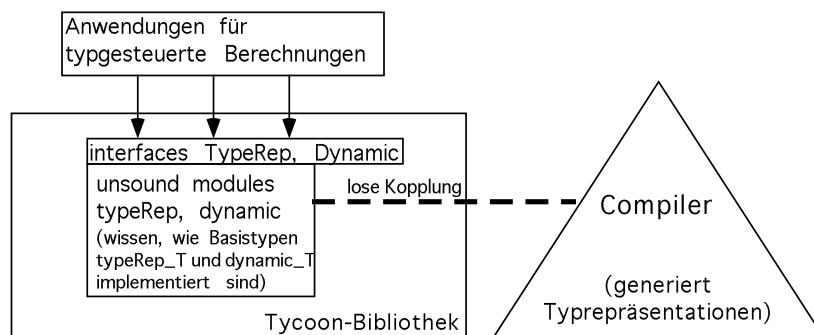 Anwendungen für
typgesteuerte Berechnungen
interfaces TypeRep, Dynamic
unsound modules
typeRep, dynamic
(wissen, wie Basistypen
typeRep_T und dynamic_T
implementiert sind)
lose Kopplung
Tycoon-Bibliothek
Compiler
(generiert
Typrepräsentationen)